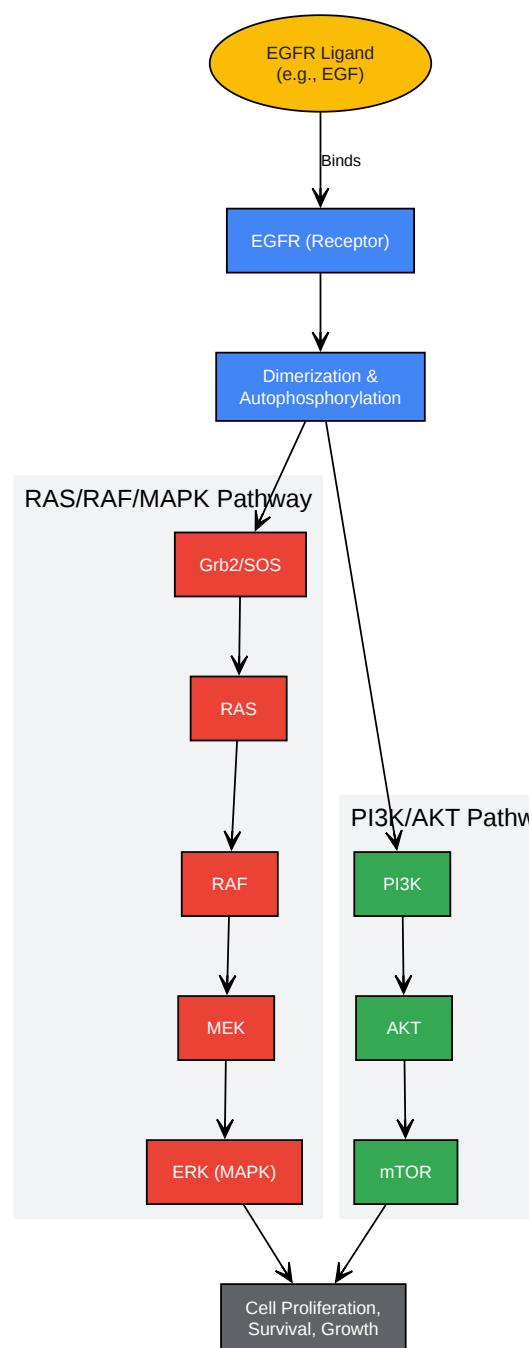 EGFR Ligand
(e.g., EGF)
Binds
EGFR (Receptor)
Dimerization &
Autophosphorylation
RAS/RAF/MAPK Pathway
Grb2/SOS
RAS
RAF
MEK
ERK (MAPK)
PI3K/AKT Pathw
PI3K
AKT
mTOR
Cell Proliferation,
Survival, Growth